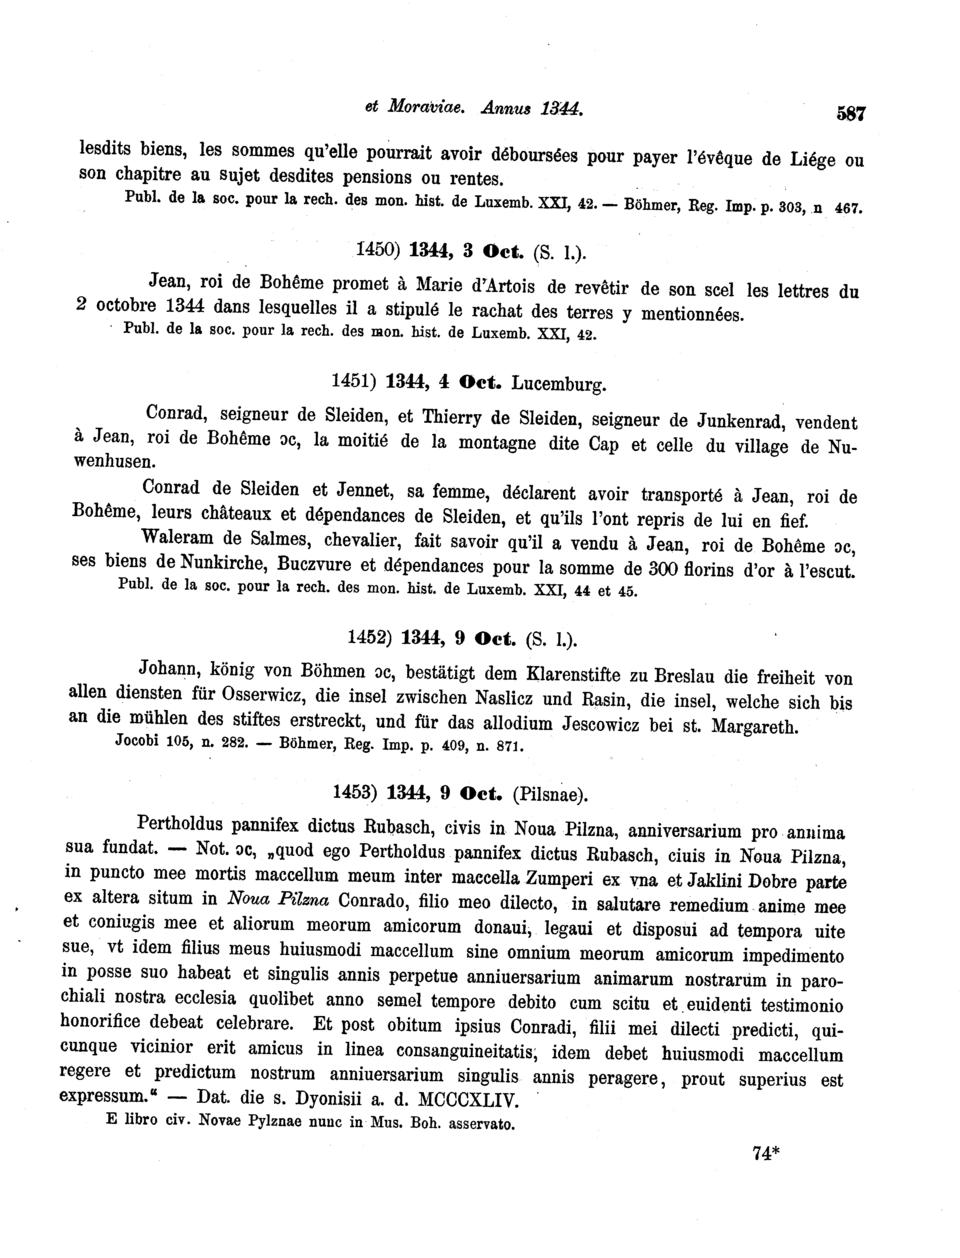 et Moraviae. Annus 1344. 587
lesdits biens, les sommes qu'elle pourrait avoir déboursées pour payer l'évêque de Liége ou
son chapitre au sujet desdites pensions ou rentes.
Publ. de la soc. pour la rech. des mon. hist. de Luxemb. XXI, 42. — Böhmer, Reg. Imp. p. 303, n 467.
1450) 1344, 3 Oct. (S. l.).
Jean, roi de Bohême promet à Marie d'Artois de revêtir de son scel les lettres du
2 octobre 1344 dans lesquelles il a stipulé le rachat des terres y mentionnées.
Publ. de la soc. pour la rech. des mon. hist. de Luxemb. XXI, 42.
1451) 1344, 4 Oct. Lucemburg.
Conrad, seigneur de Sleiden, et Thierry de Sleiden, seigneur de Junkenrad, vendent
à Jean, roi de Bohême ɔc, la moitié de la montagne dite Cap et celle du village de Nu-
wenhusen.
Conrad de Sleiden et Jennet, sa femme, déclarent avoir transporté à Jean, roi de
Bohême, leurs châteaux et dépendances de Sleiden, et qu'ils l'ont repris de lui en fief.
Waleram de Salmes, chevalier, fait savoir qu'il a vendu à Jean, roi de Bohême ɔc,
ses biens de Nunkirche, Buczvure et dépendances pour la somme de 300 florins d'or à l'escut.
Publ. de la soc. pour la rech. des mon. hist. de Luxemb. XXI, 44 et 45.
1452) 1344, 9 Oct. (S. l.).
Johann, könig von Böhmen ɔc, bestätigt dem Klarenstifte zu Breslau die freiheit von
allen diensten für Osserwicz, die insel zwischen Naslicz und Rasin, die insel, welche sich bis
an die mühlen des stiftes erstreckt, und für das allodium Jescowicz bei st. Margareth.
Jocobi 105, n. 282. — Böhmer, Reg. Imp. p. 409, n. 871.
1453) 1344, 9 Oct. (Pilsnae).
Pertholdus pannifex dictus Rubasch, civis in Noua Pilzna, anniversarium pro annima
sua fundat. — Not. ɔc, „quod ego Pertholdus pannifex dictus Rubasch, ciuis in Noua Pilzna,
in puncto mee mortis maccellum meum inter maccella Zumperi ex vna et Jaklini Dobre parte
ex altera situm in Noua Pilzna Conrado, filio meo dilecto, in salutare remedium anime mee
et coniugis mee et aliorum meorum amicorum donaui, legaui et disposui ad tempora uite
sue, vt idem filius meus huiusmodi maccellum sine omnium meorum amicorum impedimento
in posse suo habeat et singulis annis perpetue anniuersarium animarum nostrarum in paro-
chiali nostra ecclesia quolibet anno semel tempore debito cum scitu et euidenti testimonio
honorifice debeat celebrare. Et post obitum ipsius Conradi, filii mei dilecti predicti, qui-
cunque vicinior erit amicus in linea consanguineitatis, idem debet huiusmodi maccellum
regere et predictum nostrum anniuersarium singulis annis peragere, prout superius est
expressum.“ — Dat. die s. Dyonisii a. d. MCCCXLIV.
E libro civ. Novae Pylznae nunc in Mus. Boh. asservato.
74*